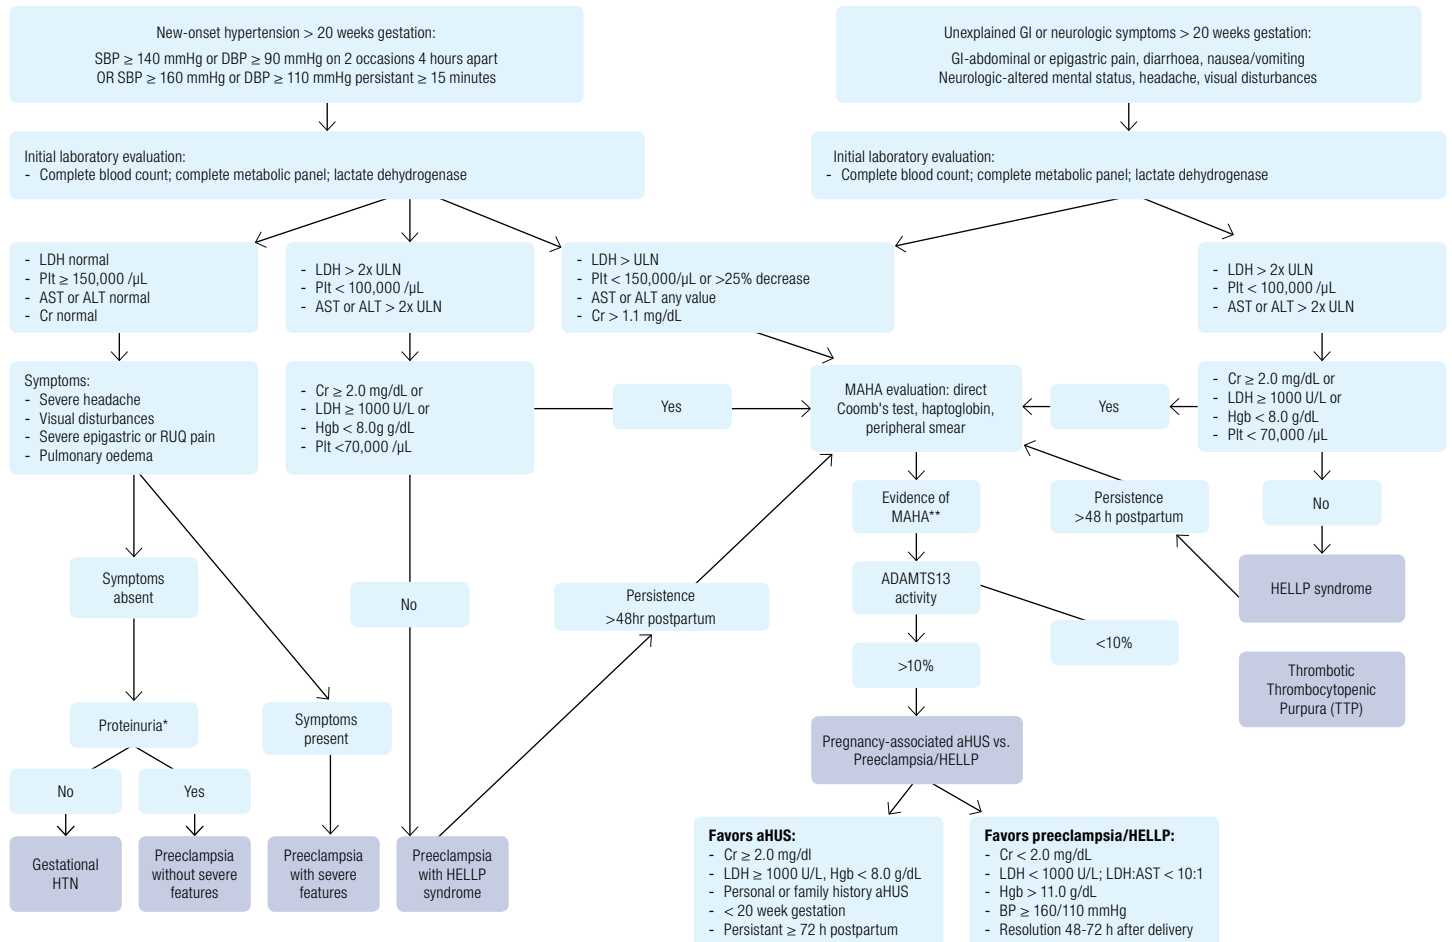 New-onset hypertension > 20 weeks gestation:
SBP ≥ 140 mmHg or DBP ≥ 90 mmHg on 2 occasions 4 hours apart
OR SBP ≥ 160 mmHg or DBP ≥ 110 mmHg persistant ≥ 15 minutes
Unexplained GI or neurologic symptoms > 20 weeks gestation:
GI-abdominal or epigastric pain, diarrhoea, nausea/vomiting
Neurologic-altered mental status, headache, visual disturbances
Initial laboratory evaluation:
- Complete blood count; complete metabolic panel; lactate dehydrogenase
Initial laboratory evaluation:
- Complete blood count; complete metabolic panel; lactate dehydrogenase
- LDH normal
- Plt ≥ 150,000 /µL
- AST or ALT normal
- Cr normal
- LDH > 2x ULN
- Plt < 100,000 /µL
- AST or ALT > 2x ULN
- LDH > ULN
- Plt < 150,000/µL or >25% decrease
- AST or ALT any value
- Cr > 1.1 mg/dL
- LDH > 2x ULN
- Plt < 100,000 /µL
- AST or ALT > 2x ULN
Symptoms:
- Severe headache
- Visual disturbances
- Severe epigastric or RUQ pain
- Pulmonary oedema
- Cr ≥ 2.0 mg/dL or
- LDH ≥ 1000 U/L or
- Hgb < 8.0g g/dL
- Plt <70,000 /µL
Yes
MAHA evaluation: direct
Coomb's test, haptoglobin,
peripheral smear
Yes
- Cr ≥ 2.0 mg/dL or
- LDH ≥ 1000 U/L or
- Hgb < 8.0 g/dL
- Plt < 70,000 /µL
Evidence of
MAHA**
Persistence
>48 h postpartum
No
Symptoms
absent
No
Persistence
>48hr postpartum
ADAMTS13
activity
HELLP syndrome
<10%
>10%
Thrombotic
Thrombocytopenic
Purpura (TTP)
Proteinuria*
Symptoms
present
Pregnancy-associated aHUS vs.
Preeclampsia/HELLP
No
Yes
Gestational
HTN
Preeclampsia
without severe
features
Preeclampsia
with severe
features
Preeclampsia
with HELLP
syndrome
Favors aHUS:
- Cr ≥ 2.0 mg/dl
- LDH ≥ 1000 U/L, Hgb < 8.0 g/dL
- Personal or family history aHUS
- < 20 week gestation
- Persistant ≥ 72 h postpartum
Favors preeclampsia/HELLP:
- Cr < 2.0 mg/dL
- LDH < 1000 U/L; LDH:AST < 10:1
- Hgb > 11.0 g/dL
- BP ≥ 160/110 mmHg
- Resolution 48-72 h after delivery